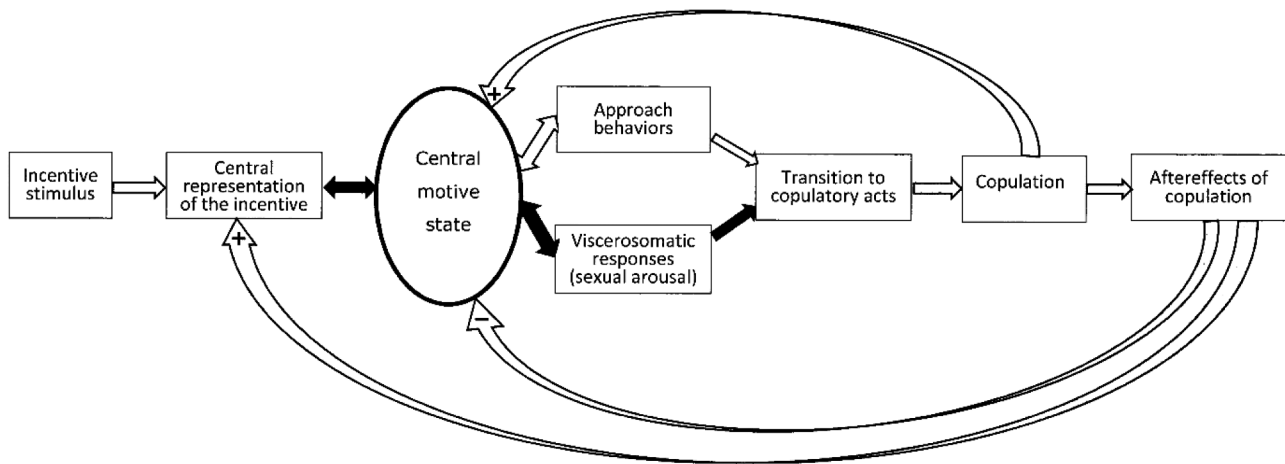 +
Approach
behaviors
Central
motive
state
Incentive
stimulus
Central
representation
of the incentive
Transition to
copulatory acts
Copulation
Aftereffects of
copulation
Viscerosomatic
responses
(sexual arousal)
+
−